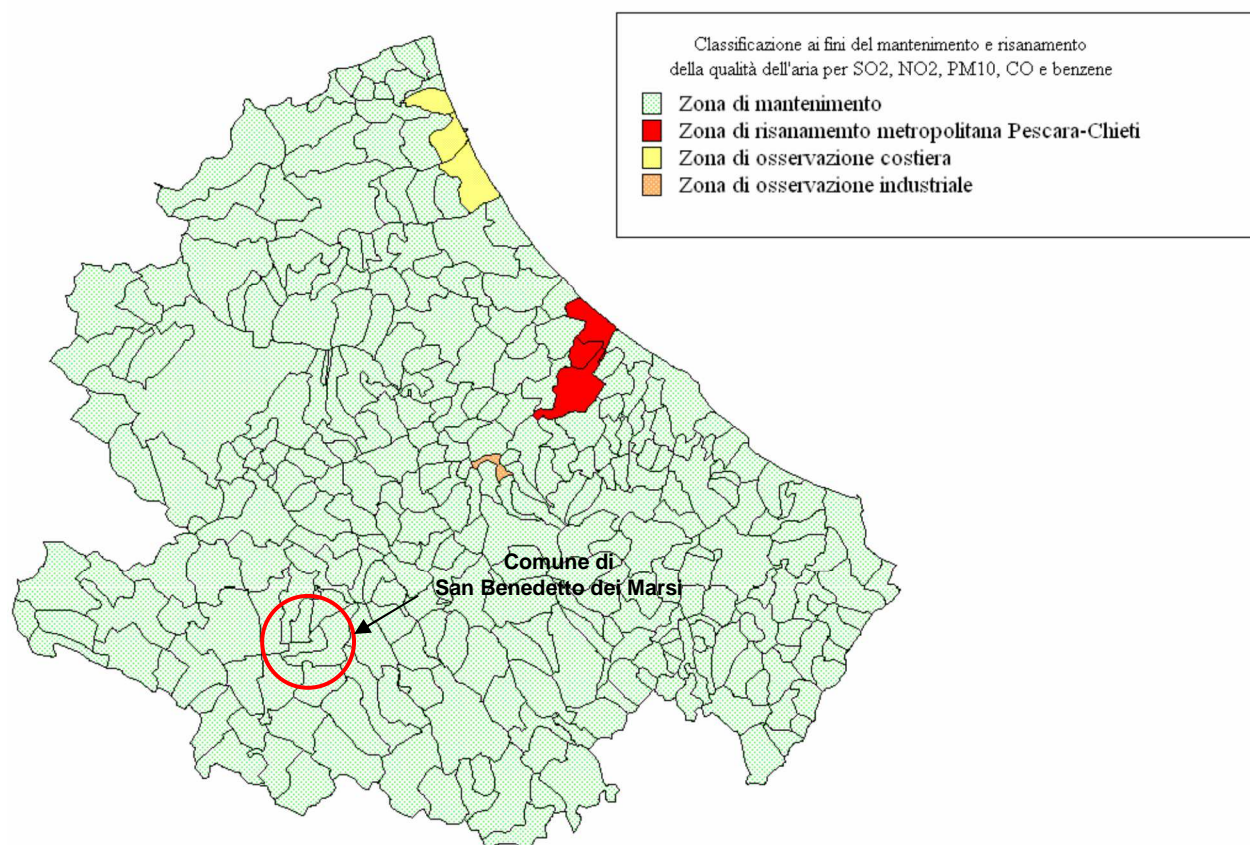 Classificazione ai fini del mantenimento e risanamento
della qualità dell'aria per SO2, NO2, PM10, CO e benzene
Zona di mantenimento
Zona di risanamemto metropolitana Pescara-Chieti
Zona di osservazione costiera
Zona di osservazione industriale
Comune di
San Benedetto dei Marsi